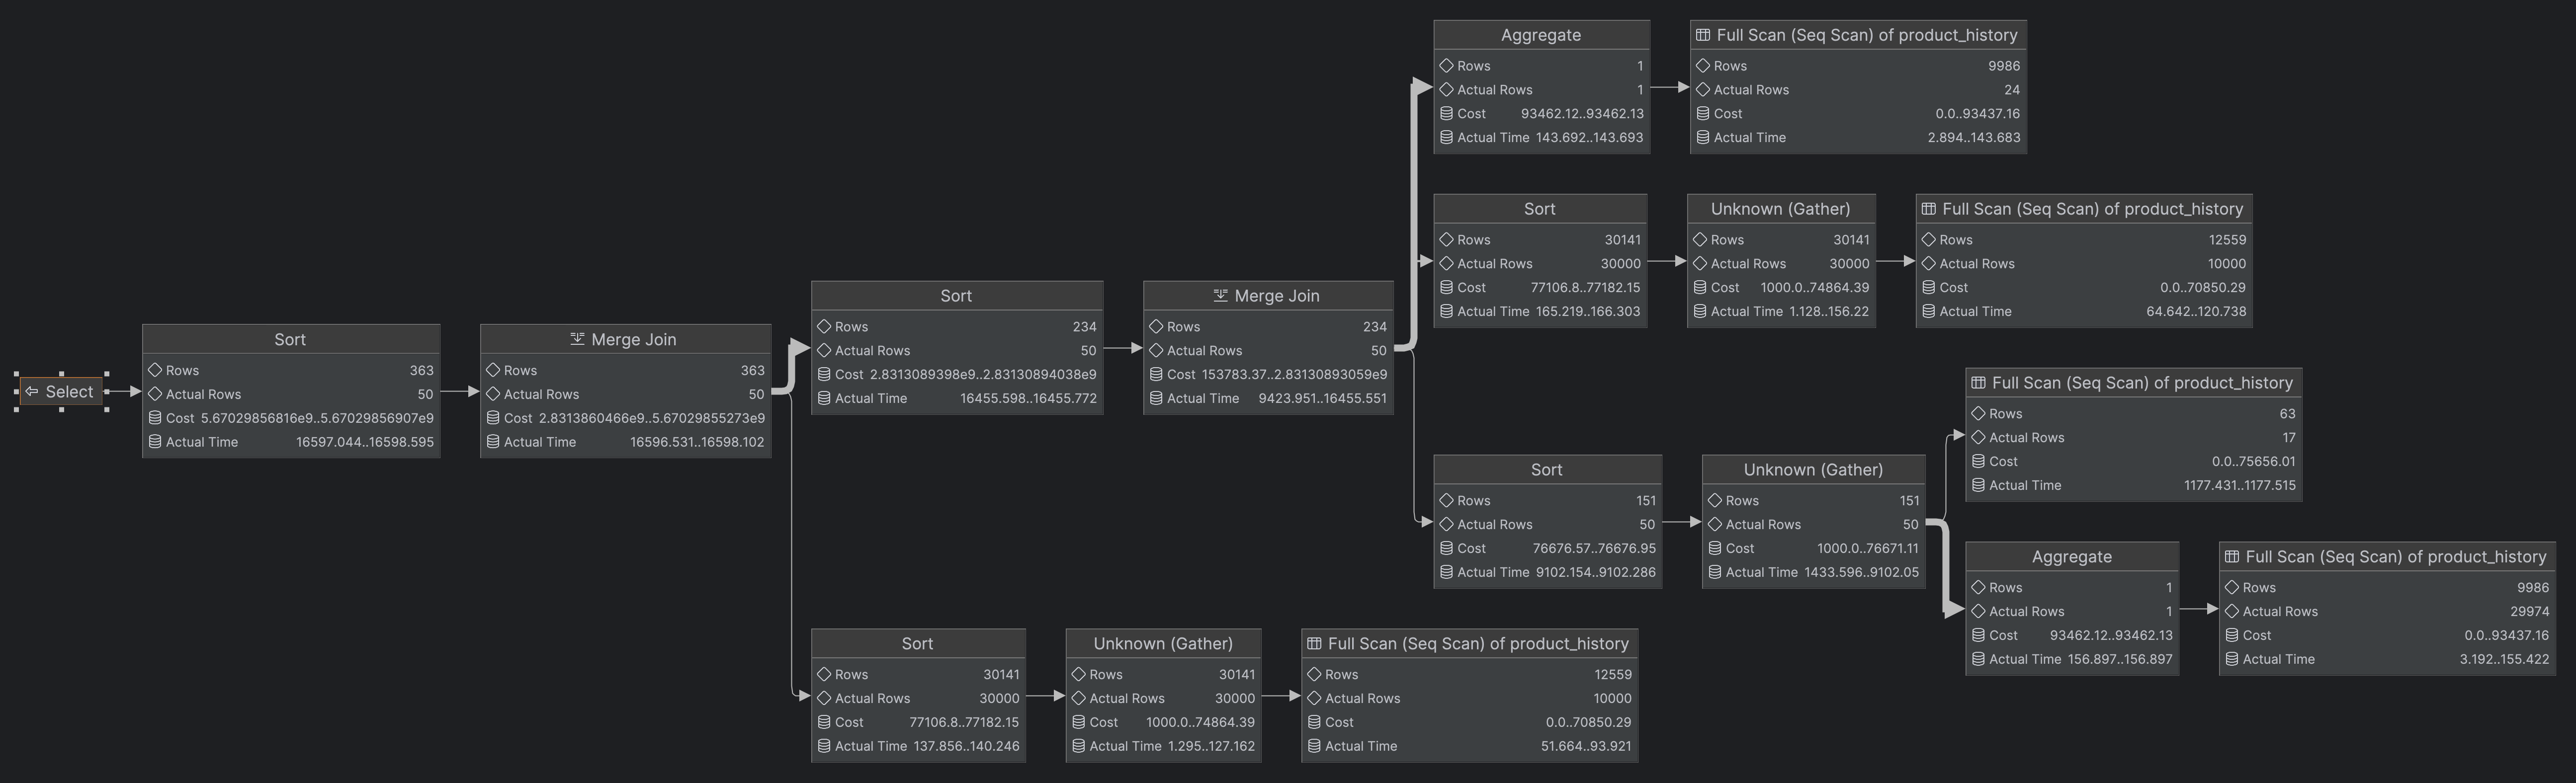 Select
Sort
Rows 363
Actual Rows 50
Cost 5.67029856816e9..5.67029856907e9
Actual Time 16597.044..16598.595
Merge Join
Rows 363
Actual Rows 50
Cost 2.8313860466e9..5.67029855273e9
Actual Time 16596.531..16598.102
Sort
Rows 234
Actual Rows 50
Cost 2.8313089398e9..2.83130894038e9
Actual Time 16455.598..16455.772
Merge Join
Rows 234
Actual Rows 50
Cost 153783.37..2.83130893059e9
Actual Time 9423.951..16455.551
Aggregate
Rows 1
Actual Rows 1
Cost 93462.12..93462.13
Actual Time 143.692..143.693
Full Scan (Seq Scan) of product_history
Rows 9986
Actual Rows 24
Cost 0.0..93437.16
Actual Time 2.894..143.683
Sort
Rows 30141
Actual Rows 30000
Cost 77106.8..77182.15
Actual Time 165.219..166.303
Unknown (Gather)
Rows 30141
Actual Rows 30000
Cost 1000.0..74864.39
Actual Time 1.128..156.22
Full Scan (Seq Scan) of product_history
Rows 12559
Actual Rows 10000
Cost 0.0..70850.29
Actual Time 64.642..120.738
Sort
Rows 151
Actual Rows 50
Cost 76676.57..76676.95
Actual Time 9102.154..9102.286
Unknown (Gather)
Rows 151
Actual Rows 50
Cost 1000.0..76671.11
Actual Time 1433.596..9102.05
Full Scan (Seq Scan) of product_history
Rows 63
Actual Rows 17
Cost 0.0..75656.01
Actual Time 1177.431..1177.515
Aggregate
Rows 1
Actual Rows 1
Cost 93462.12..93462.13
Actual Time 156.897..156.897
Full Scan (Seq Scan) of product_history
Rows 9986
Actual Rows 29974
Cost 0.0..93437.16
Actual Time 3.192..155.422
Sort
Rows 30141
Actual Rows 30000
Cost 77106.8..77182.15
Actual Time 137.856..140.246
Unknown (Gather)
Rows 30141
Actual Rows 30000
Cost 1000.0..74864.39
Actual Time 1.295..127.162
Full Scan (Seq Scan) of product_history
Rows 12559
Actual Rows 10000
Cost 0.0..70850.29
Actual Time 51.664..93.921